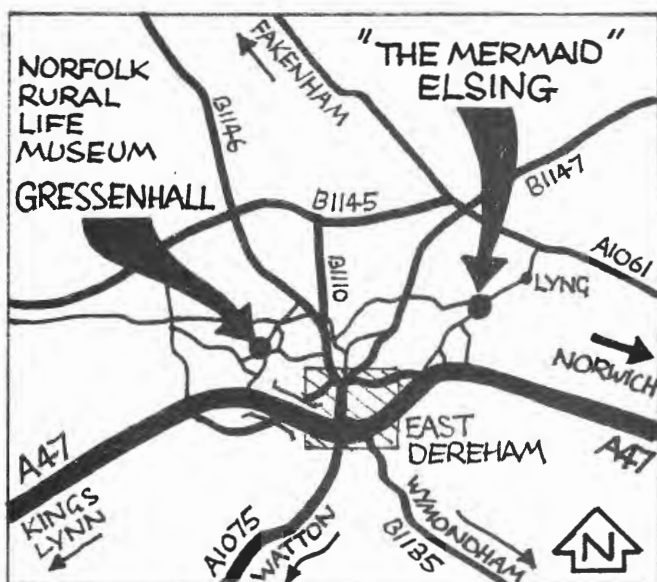 NORFOLK
RURAL
LIFE
MUSEUM
GRESSENHALL
"THE MERMAID"
ELSING
FAKENHAM
B1146
B1145
B1147
B1110
A1061
LYNG
NORWICH
EAST
DEREHAM
A47
A47
KINGS
LYNN
A1075
WATTON
B1135
WYMONDHAM
N